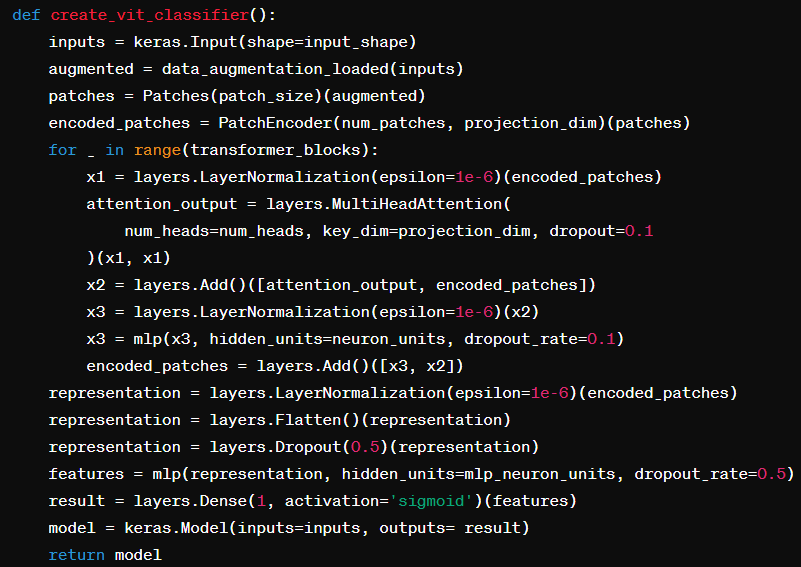 def create_vit_classifier():
    inputs = keras.Input(shape=input_shape)
    augmented = data_augmentation_loaded(inputs)
    patches = Patches(patch_size)(augmented)
    encoded_patches = PatchEncoder(num_patches, projection_dim)(patches)
    for _ in range(transformer_blocks):
        x1 = layers.LayerNormalization(epsilon=1e-6)(encoded_patches)
        attention_output = layers.MultiHeadAttention(
            num_heads=num_heads, key_dim=projection_dim, dropout=0.1
        )(x1, x1)
        x2 = layers.Add()([attention_output, encoded_patches])
        x3 = layers.LayerNormalization(epsilon=1e-6)(x2)
        x3 = mlp(x3, hidden_units=neuron_units, dropout_rate=0.1)
        encoded_patches = layers.Add()([x3, x2])
    representation = layers.LayerNormalization(epsilon=1e-6)(encoded_patches)
    representation = layers.Flatten()(representation)
    representation = layers.Dropout(0.5)(representation)
    features = mlp(representation, hidden_units=mlp_neuron_units, dropout_rate=0.5)
    result = layers.Dense(1, activation='sigmoid')(features)
    model = keras.Model(inputs=inputs, outputs= result)
    return model